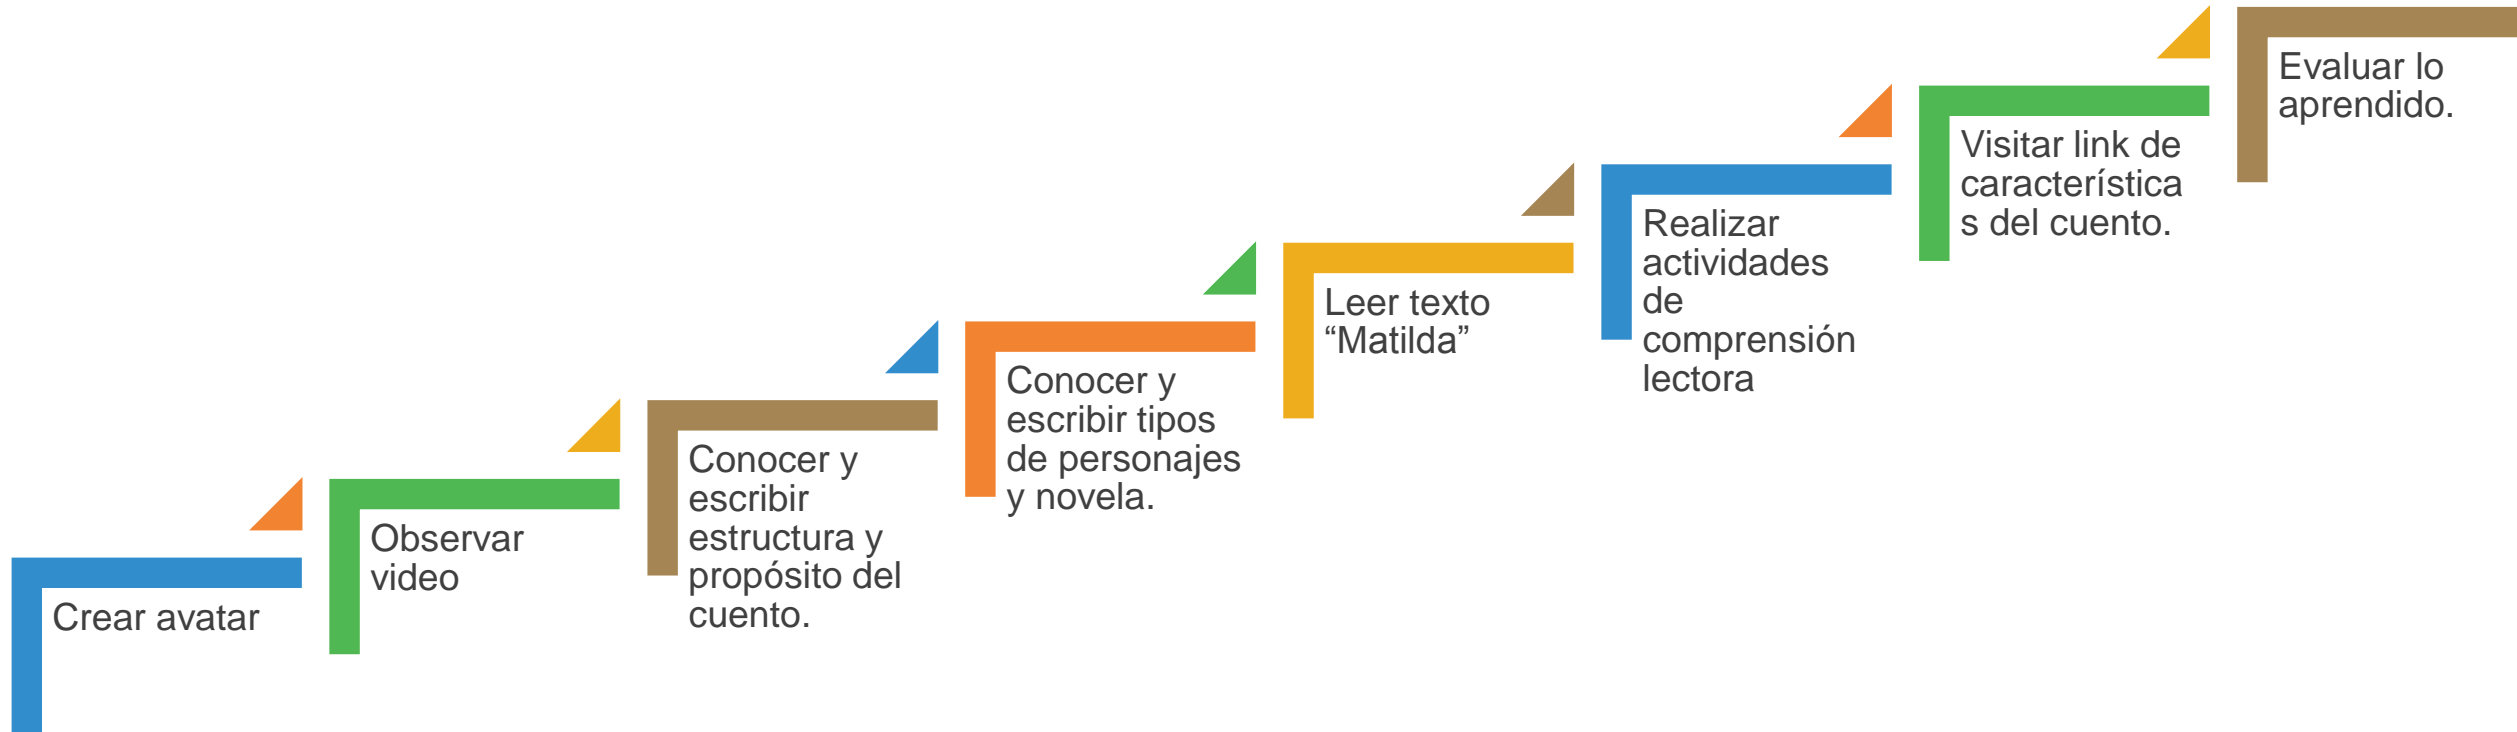 Crear avatar
Observar
video
Conocer y
escribir
estructura y
propósito del
cuento.
Conocer y
escribir tipos
de personajes
y novela.
Leer texto
“Matilda”
Realizar
actividades
de
comprensión
lectora
Visitar link de
característica
s del cuento.
Evaluar lo
aprendido.